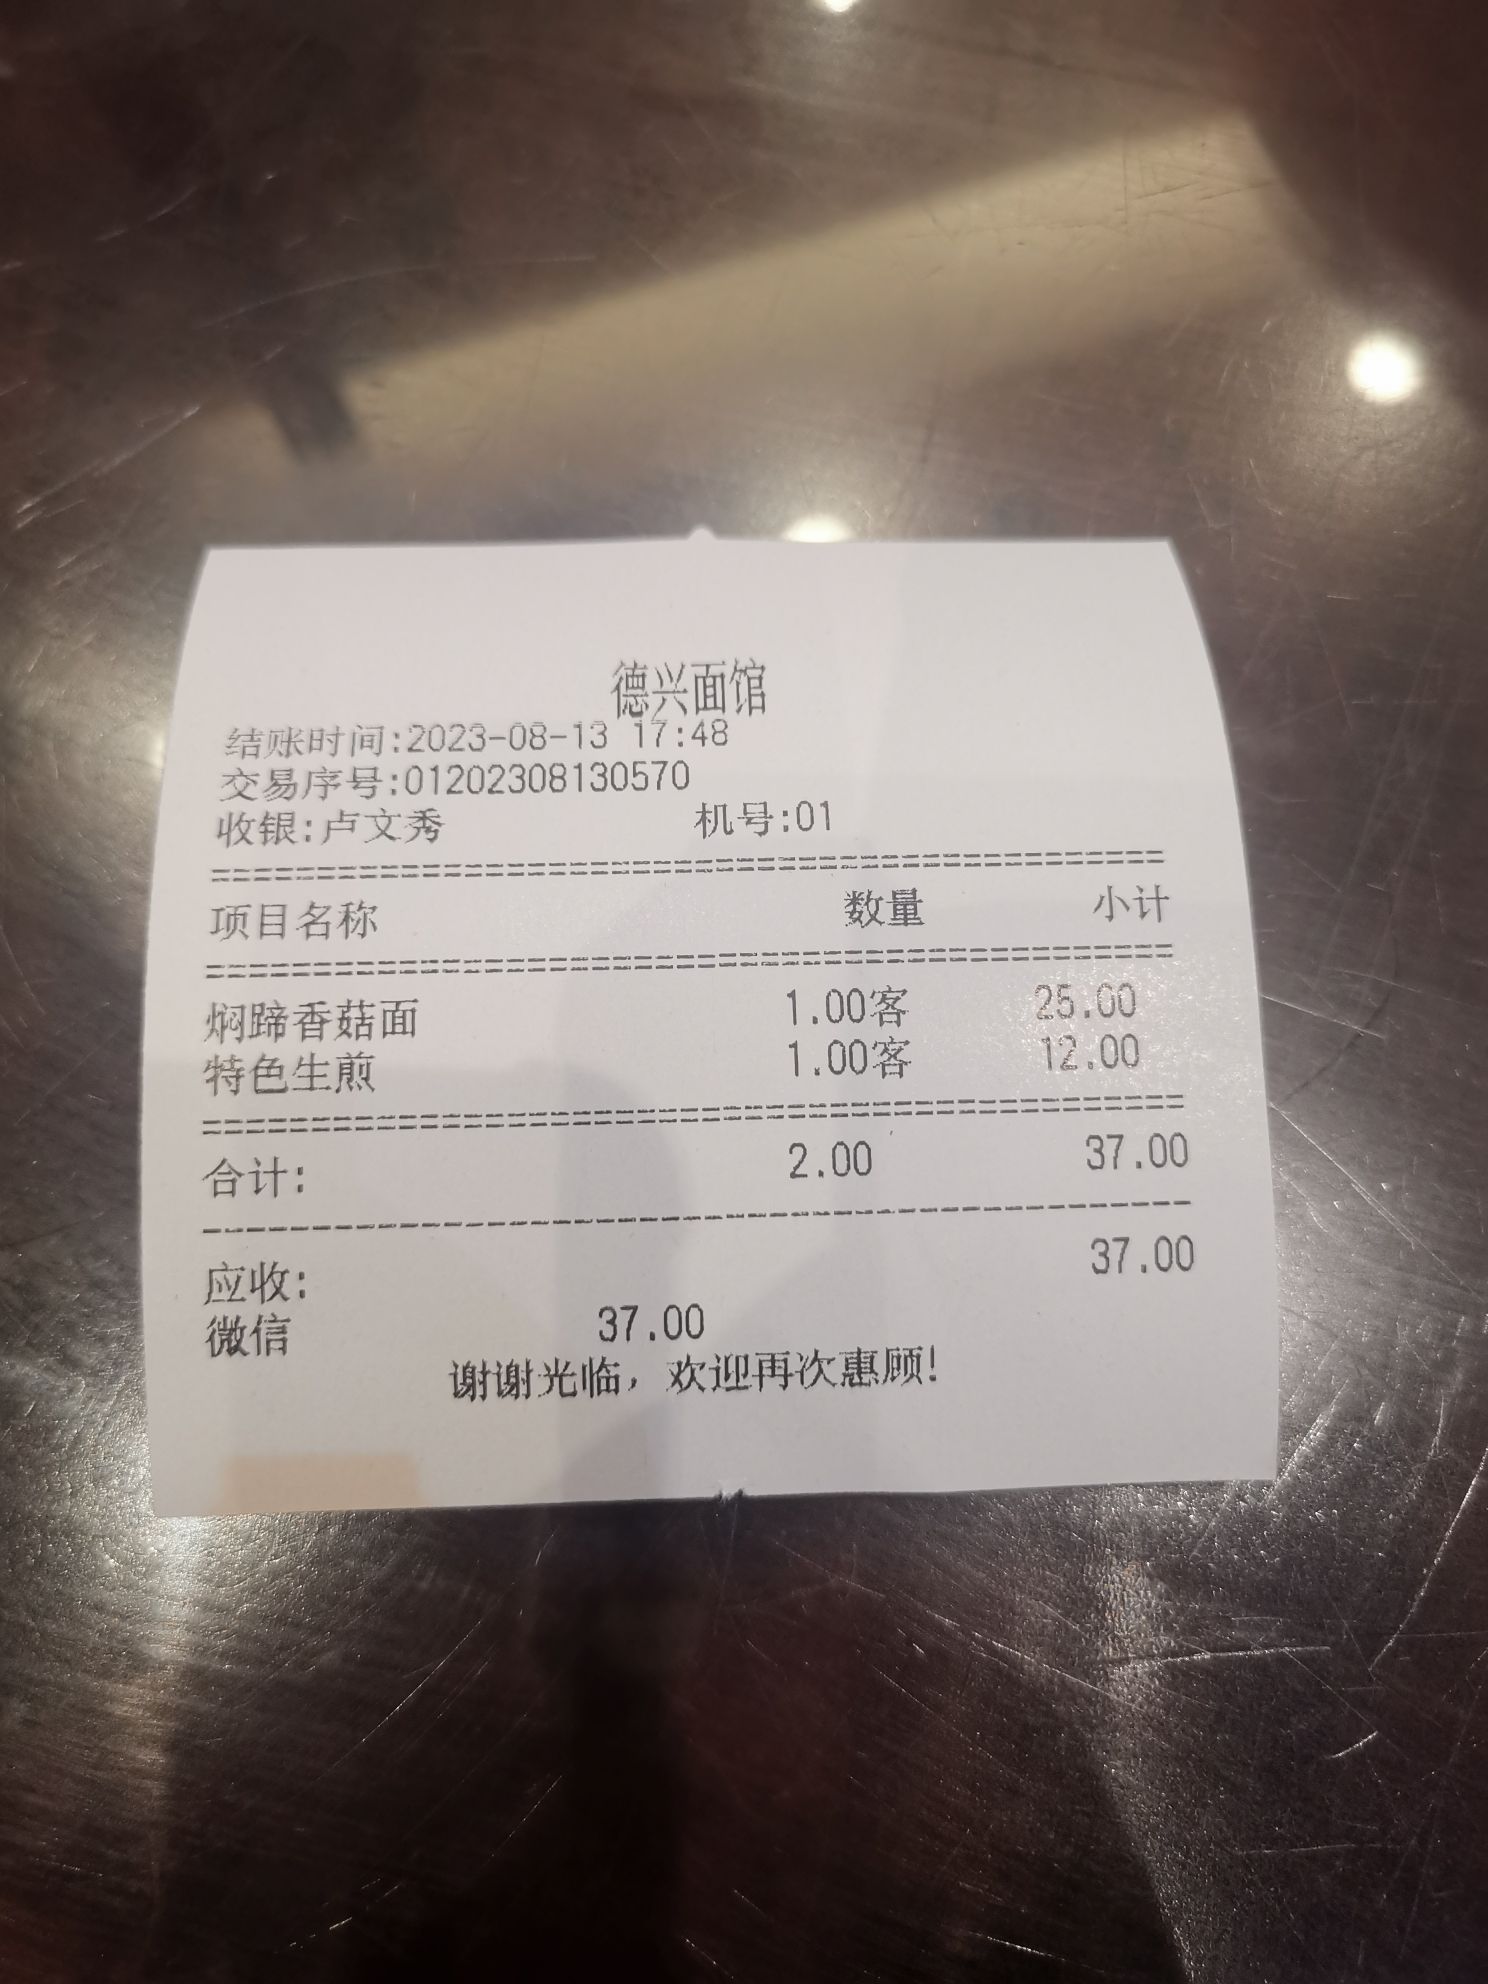 德兴面馆
结账时间:2023-08-13 17:48
交易序号:01202308130570
收银:卢文秀 机号:01
项目名称 数量 小计
焖蹄香菇面 1.00客 25.00
特色生煎 1.00客 12.00
合计: 2.00 37.00
应收: 37.00
微信 37.00
谢谢光临，欢迎再次惠顾!